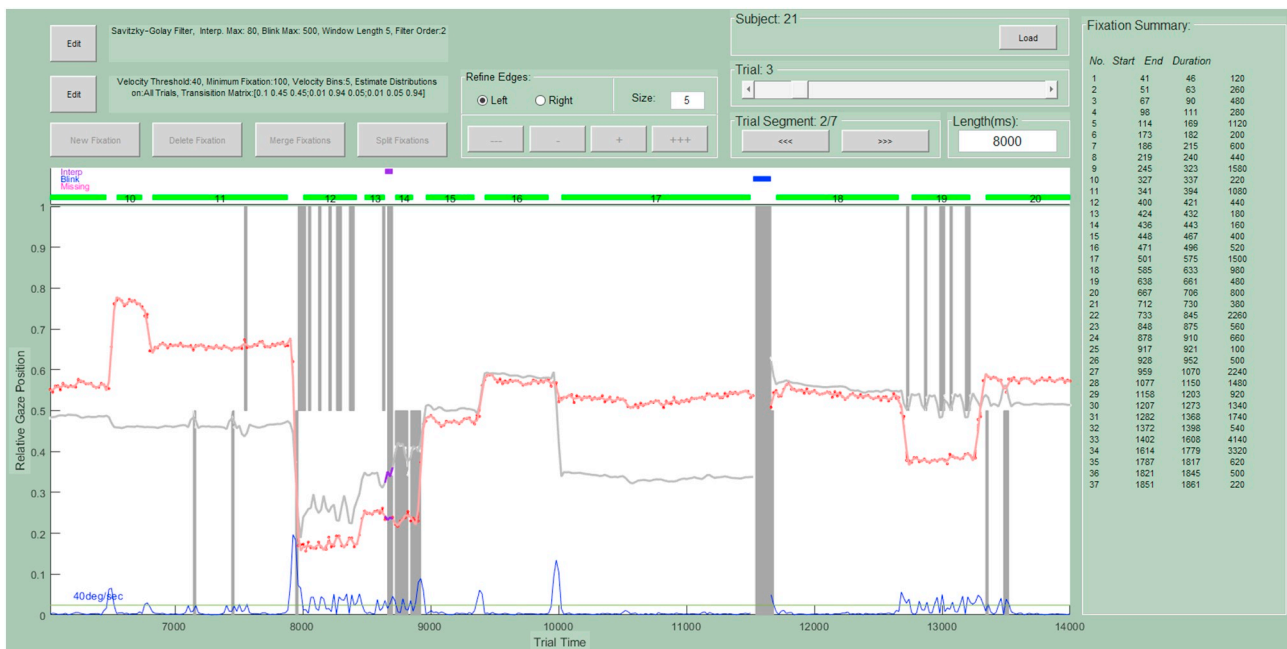 Edit
Savitzky-Golay Filter, Interp. Max: 80, Blink Max: 500, Window Length 5, Filter Order:2
Edit
Velocity Threshold:40, Minimum Fixation:100, Velocity Bins:5, Estimate Distributions
on:All Trials, Transisition Matrix:[0.1 0.45 0.45;0.01 0.94 0.05;0.01 0.05 0.94]
New Fixation Delete Fixation Merge Fixations Split Fixations
Refine Edges:
Left Right Size: 5
--- - + +++
Subject: 21
Load
Trial: 3
Trial Segment: 2/7
<<< >>>
Length(ms):
8000
Interp
Blink
Missing
10 11 12 13 14 15 16 17 18 19 20
1
0.9
0.8
0.7
0.6
0.5
0.4
0.3
0.2
0.1
0
Relative Gaze Position
40deg/sec
7000 8000 9000 10000 11000 12000 13000 14000
Trial Time
Fixation Summary:
No. Start End Duration
1 41 46 120
2 51 63 260
3 67 90 480
4 98 111 280
5 114 169 1120
6 173 182 200
7 186 215 600
8 219 240 440
9 245 323 1580
10 327 337 220
11 341 394 1080
12 400 421 440
13 424 432 180
14 436 443 160
15 448 467 400
16 471 496 520
17 501 575 1500
18 585 633 980
19 638 661 480
20 667 706 800
21 712 730 380
22 733 845 2260
23 848 875 560
24 878 910 660
25 917 921 100
26 928 952 500
27 959 1070 2240
28 1077 1150 1480
29 1158 1203 920
30 1207 1273 1340
31 1282 1368 1740
32 1372 1398 540
33 1402 1608 4140
34 1614 1779 3320
35 1787 1817 620
36 1821 1845 500
37 1851 1861 220